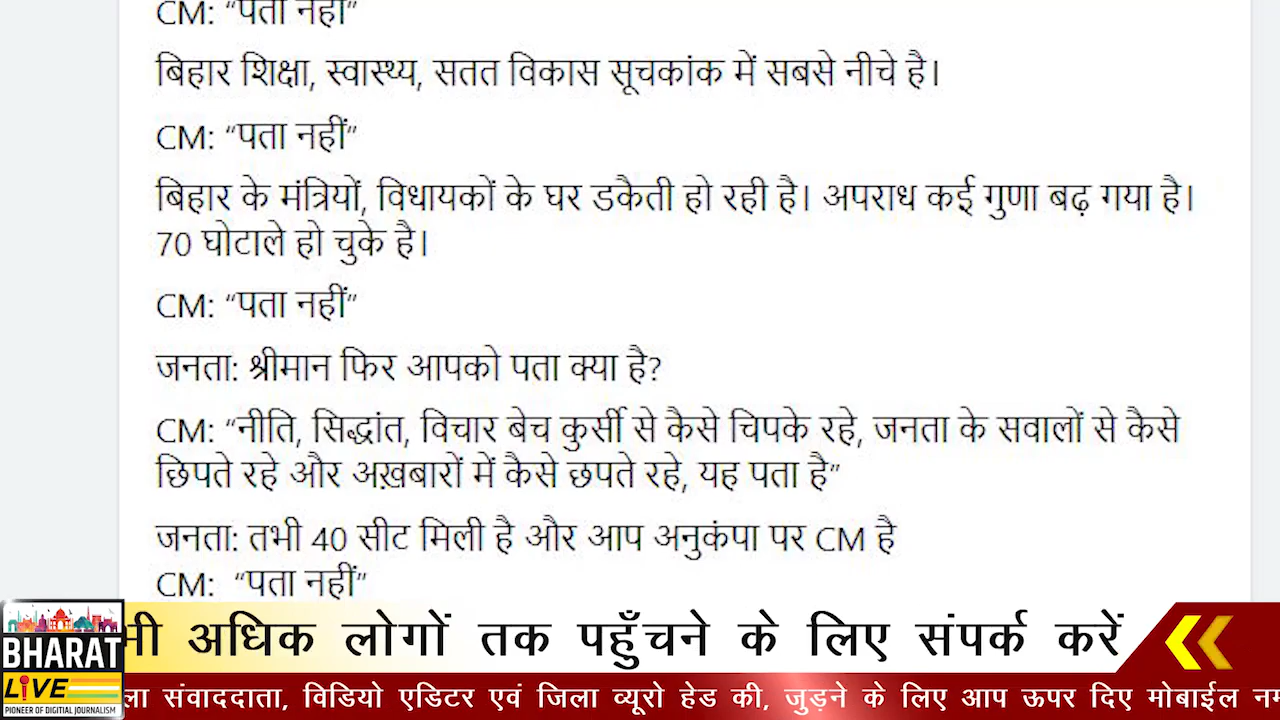 CM: “पता नहीं”
बिहार शिक्षा, स्वास्थ्य, सतत विकास सूचकांक में सबसे नीचे है।
CM: “पता नहीं”
बिहार के मंत्रियों, विधायकों के घर डकैती हो रही है। अपराध कई गुणा बढ़ गया है।
70 घोटाले हो चुके है।
CM: “पता नहीं”
जनता: श्रीमान फिर आपको पता क्या है?
CM: “नीति, सिद्धांत, विचार बेच कुर्सी से कैसे चिपके रहे, जनता के सवालों से कैसे
छिपते रहे और अख़बारों में कैसे छपते रहे, यह पता है”
जनता: तभी 40 सीट मिली है और आप अनुकंपा पर CM है
CM: “पता नहीं”
भी अधिक लोगों तक पहुँचने के लिए संपर्क करें
BHARAT
LIVE
PIONEER OF DIGITAL JOURNALISM
ला संवाददाता, विडियो एडिटर एवं जिला व्यूरो हेड की, जुड़ने के लिए आप ऊपर दिए मोबाईल नम